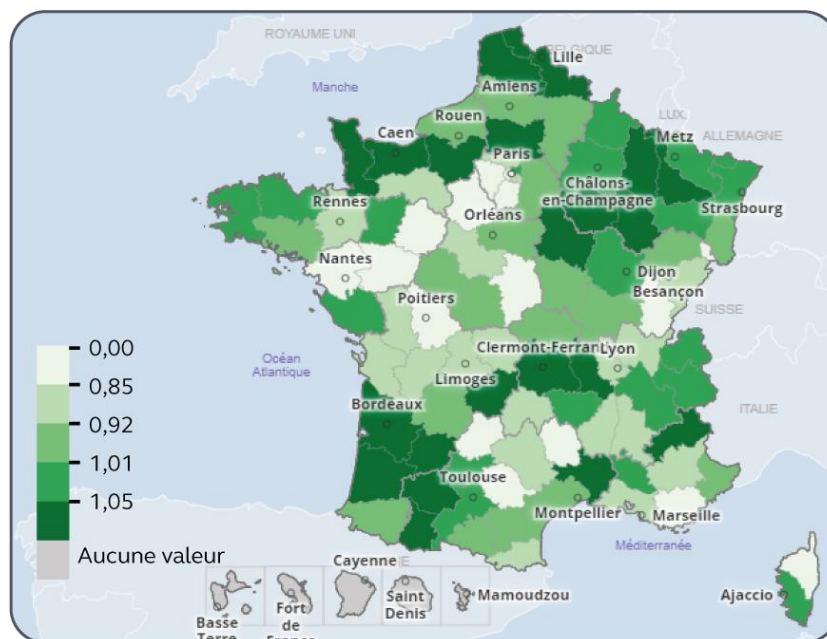 ROYAUME UNI
BELGIQUE
Lille
Manche
Amiens
Rouen
LUX.
Caen
Metz
ALLEMAGNE
Paris
Châlons-
en-Champagne
Rennes
Strasbourg
Orléans
Nantes
Dijon
Besançon
Poitiers
SUISSE
0,00
Océan
Atlantique
Clermont-Ferrand
Lyon
0,85
Limoges
ITALIE
0,92
Bordeaux
1,01
1,05
Toulouse
Montpellier
Marseille
Méditerranée
Aucune valeur
Cayenne
Saint
Denis
Mamoudzou
Ajaccio
Basse
Terre
Fort
de